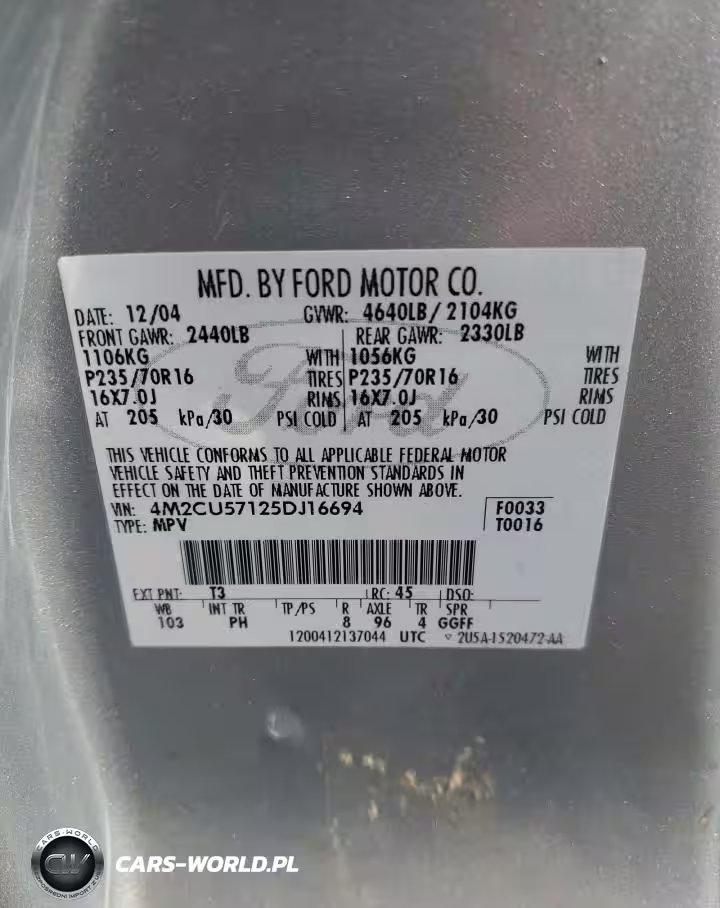 MFD. BY FORD MOTOR CO.
DATE: 12/04 GVWR: 4640LB/ 2104KG
FRONT GAWR: 2440LB REAR GAWR: 2330LB
1106KG WITH 1056KG WITH
P235/70R16 TIRES P235/70R16 TIRES
16X7.0J RIMS 16X7.0J RIMS
AT 205 kPa/30 PSI COLD AT 205 kPa/30 PSI COLD
Ford
THIS VEHICLE CONFORMS TO ALL APPLICABLE FEDERAL MOTOR
VEHICLE SAFETY AND THEFT PREVENTION STANDARDS IN
EFFECT ON THE DATE OF MANUFACTURE SHOWN ABOVE.
VIN: 4M2CU57125DJ16694 F0033
TYPE: MPV T0016
EXT PNT: T3 RC: 45 DSO:
WB INT TR TP/PS R AXLE TR SPR
103 PH 8 96 4 GGFF
1200412137044 UTC 2U5A-1520472-AA
CARS-WORLD
CW
CARS-WORLD.PL